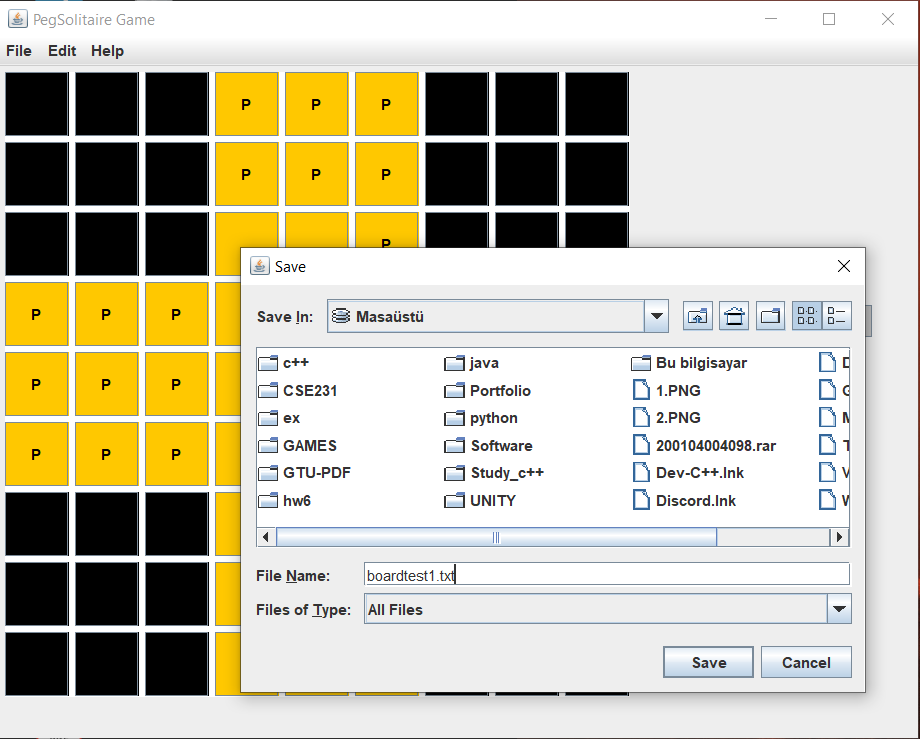 PegSolitaire Game
File Edit Help
P P P
P P P
P
Save
P P P
Save In: Masaüstü
P P P
P P P
c++ java Bu bilgisayar
CSE231 Portfolio 1.PNG
ex python 2.PNG
GAMES Software 200104004098.rar
GTU-PDF Study_c++ Dev-C++.lnk
hw6 UNITY Discord.lnk
File Name: boardtest1.txt
Files of Type: All Files
Save Cancel